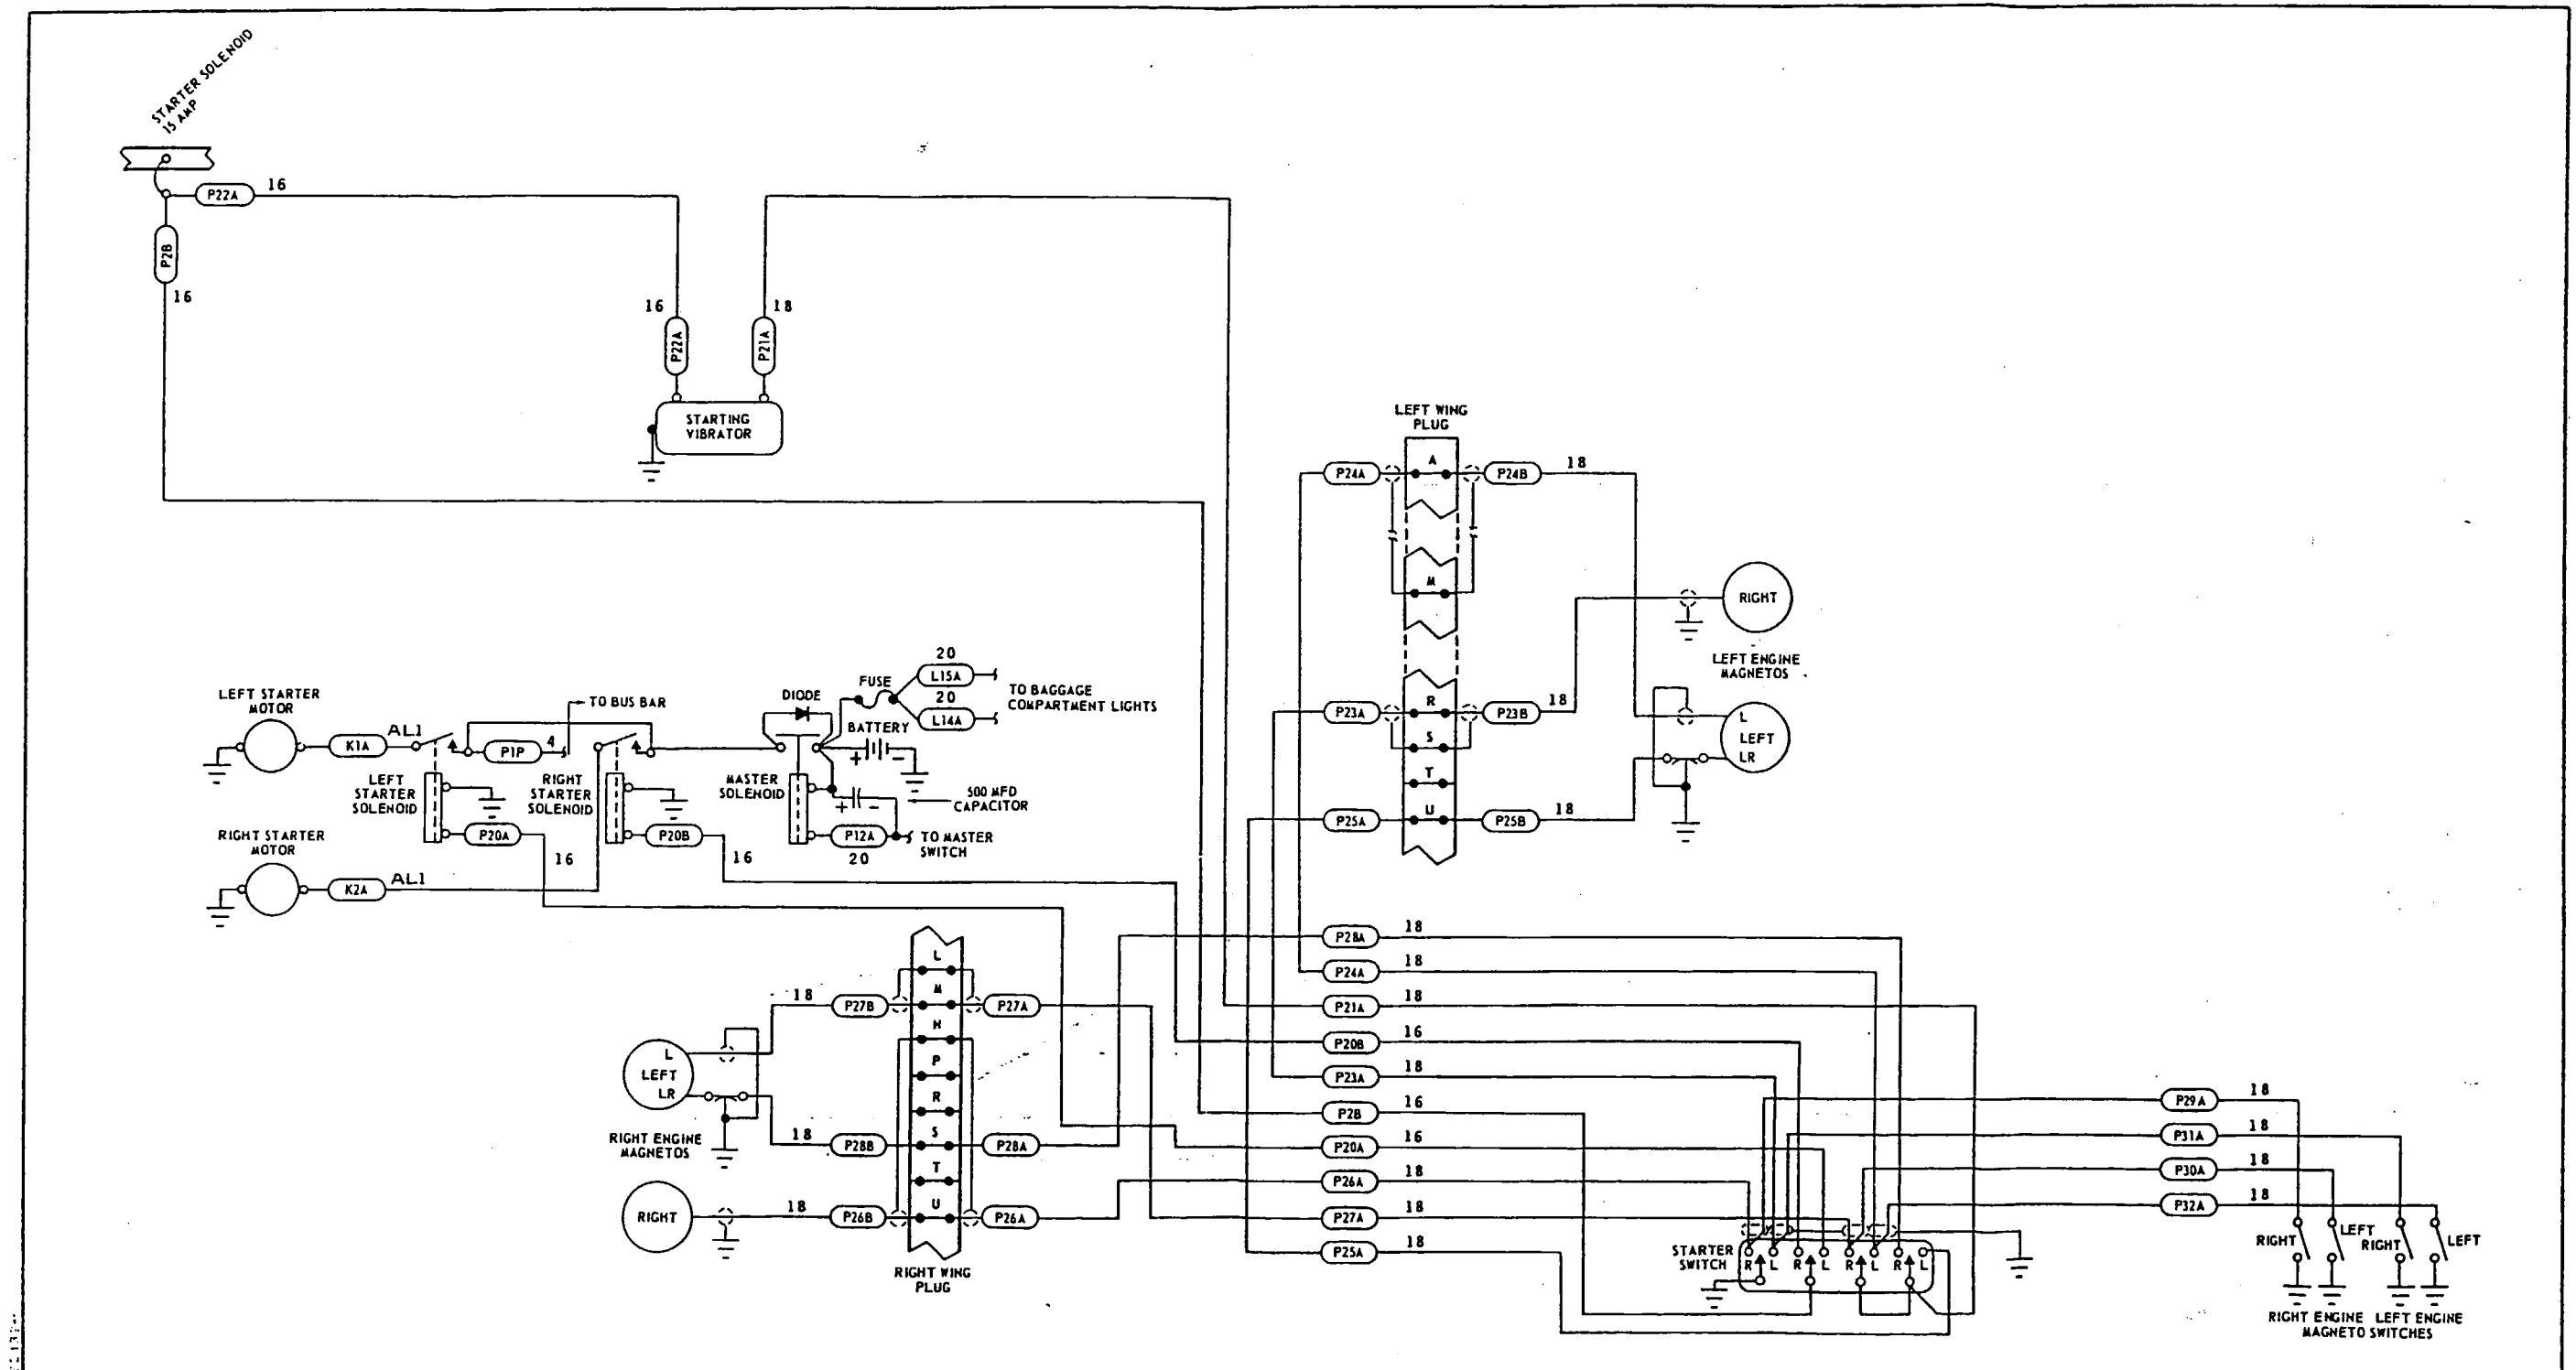 STARTER SOLENOID
15 AMP
P22A
16
P2B
16
16
P22A
P21A
18
STARTING
VIBRATOR
LEFT WING
PLUG
P24A
A
P24B
18
M
RIGHT
LEFT ENGINE
MAGNETOS
P23A
R
P23B
18
S
T
P25A
U
P25B
18
L
LEFT
LR
LEFT STARTER
MOTOR
K1A
AL1
P1P
4
TO BUS BAR
DIODE
FUSE
20
L15A
20
L14A
TO BAGGAGE
COMPARTMENT LIGHTS
BATTERY
+
-
LEFT
STARTER
SOLENOID
RIGHT
STARTER
SOLENOID
MASTER
SOLENOID
+
-
500 MFD
CAPACITOR
P20A
16
P20B
16
P12A
20
TO MASTER
SWITCH
RIGHT STARTER
MOTOR
K2A
AL1
L
M
N
P
R
S
T
U
18
P27B
P27A
L
LEFT
LR
RIGHT ENGINE
MAGNETOS
18
P28B
P28A
RIGHT
18
P26B
P26A
RIGHT WING
PLUG
P28A
18
P24A
18
P21A
18
P20B
16
P23A
18
P2B
16
P20A
16
P26A
18
P27A
18
P25A
18
STARTER
SWITCH
R
L
R
L
R
L
R
L
P29A
18
P31A
18
P30A
18
P32A
18
RIGHT
LEFT
RIGHT
LEFT
RIGHT ENGINE LEFT ENGINE
MAGNETO SWITCHES